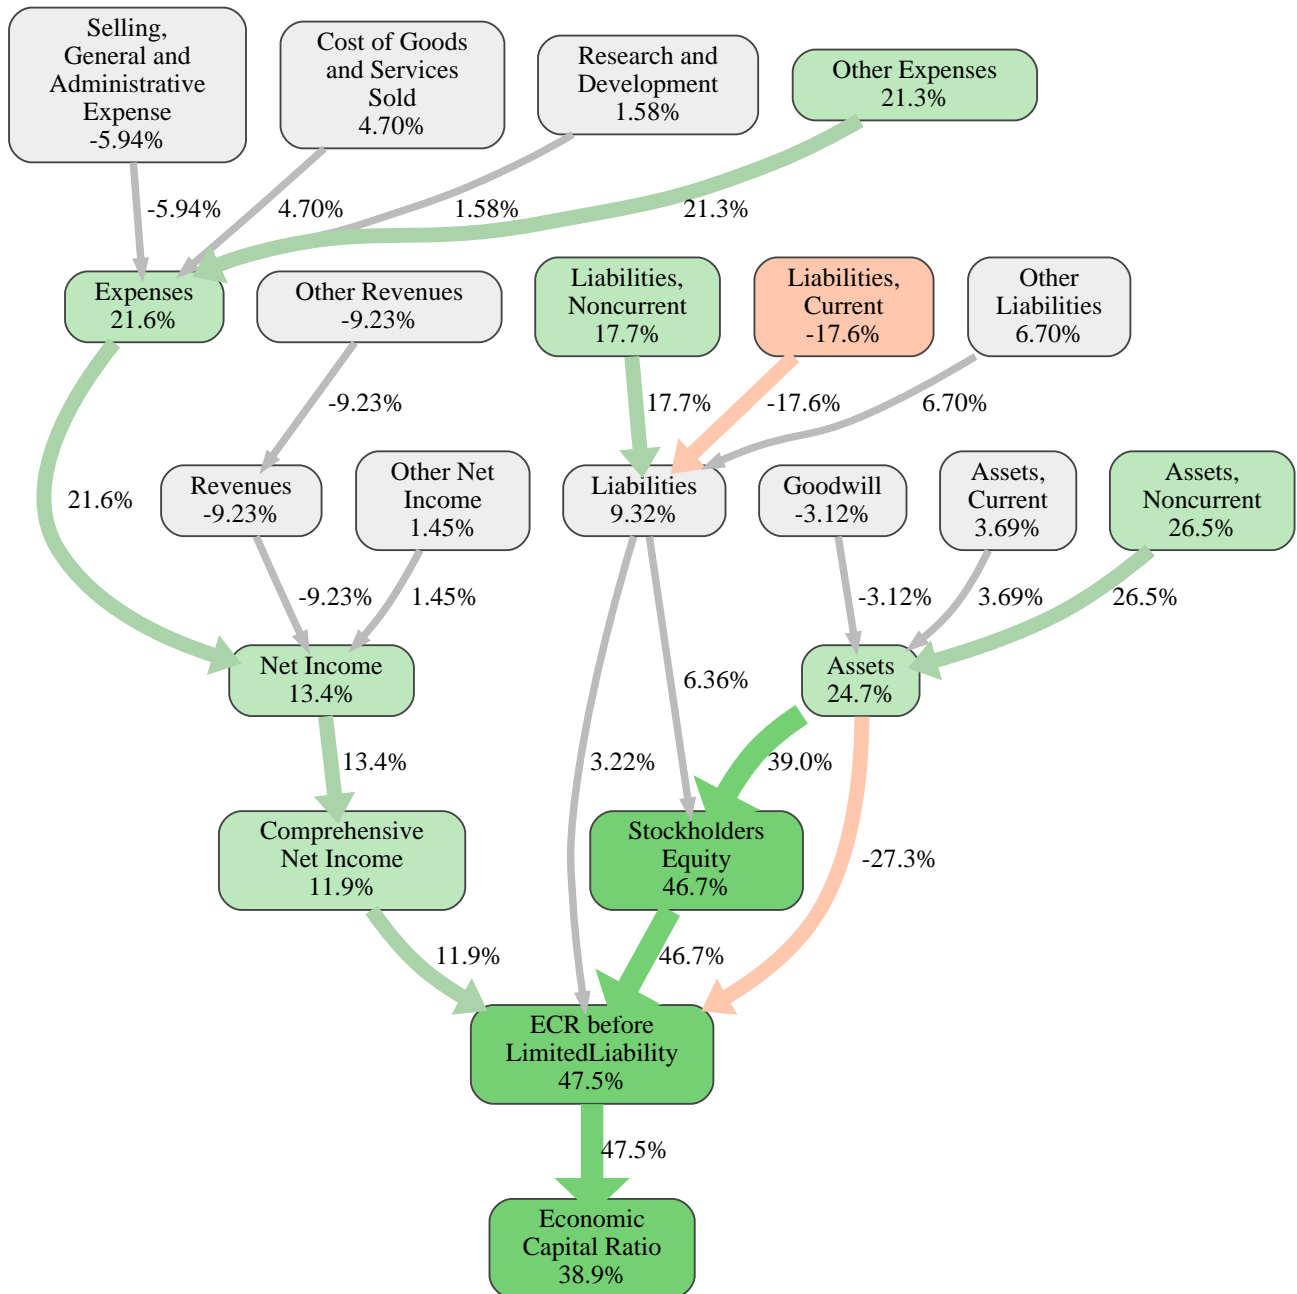 Selling,
General and
Administrative
Expense
-5.94%
Cost of Goods
and Services
Sold
4.70%
Research and
Development
1.58%
Other Expenses
21.3%
-5.94%
4.70%
1.58%
21.3%
Expenses
21.6%
Other Revenues
-9.23%
Liabilities,
Noncurrent
17.7%
Liabilities,
Current
-17.6%
Other
Liabilities
6.70%
-9.23%
17.7%
-17.6%
6.70%
21.6%
Revenues
-9.23%
Other Net
Income
1.45%
Liabilities
9.32%
Goodwill
-3.12%
Assets,
Current
3.69%
Assets,
Noncurrent
26.5%
-9.23%
1.45%
-3.12%
3.69%
26.5%
Net Income
13.4%
6.36%
Assets
24.7%
13.4%
3.22%
39.0%
Comprehensive
Net Income
11.9%
Stockholders
Equity
46.7%
-27.3%
11.9%
46.7%
ECR before
LimitedLiability
47.5%
47.5%
Economic
Capital Ratio
38.9%